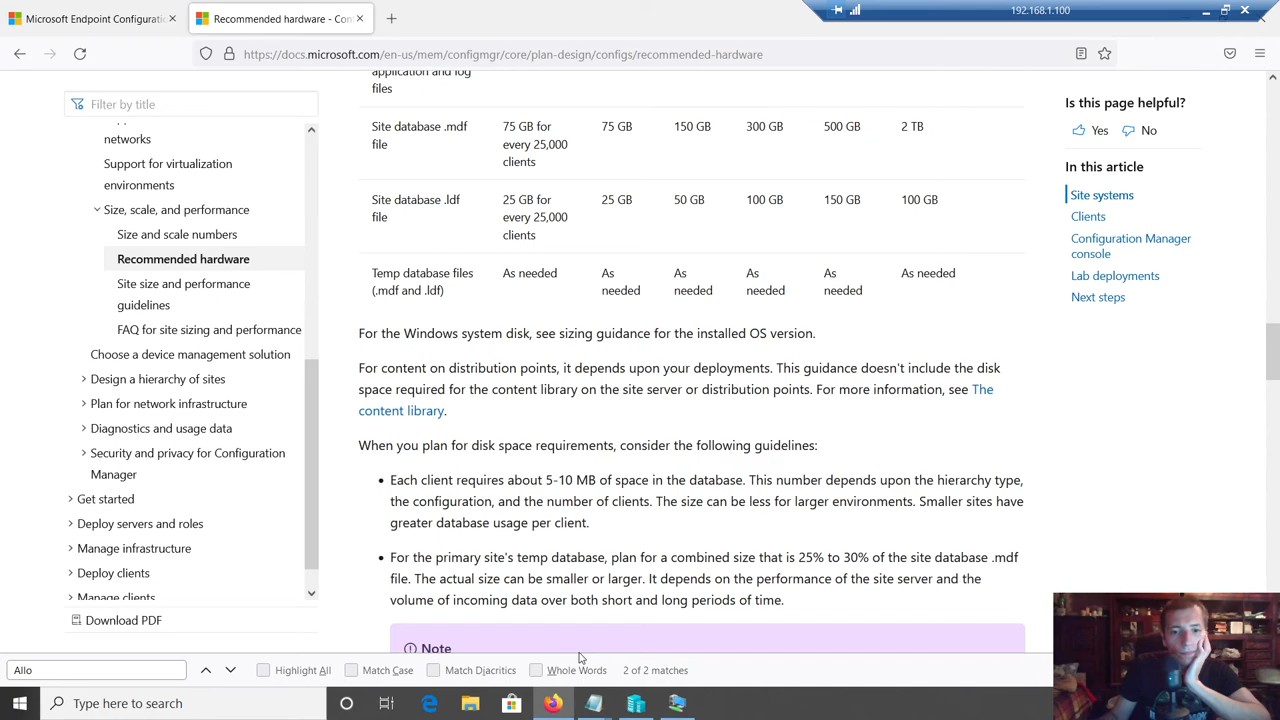 Microsoft Endpoint Configurati
Recommended hardware - Con
192.168.1.100
https://docs.microsoft.com/en-us/mem/configmgr/core/plan-design/configs/recommended-hardware
Filter by title
networks
Support for virtualization
environments
Size, scale, and performance
Size and scale numbers
Recommended hardware
Site size and performance
guidelines
FAQ for site sizing and performance
Choose a device management solution
Design a hierarchy of sites
Plan for network infrastructure
Diagnostics and usage data
Security and privacy for Configuration
Manager
Get started
Deploy servers and roles
Manage infrastructure
Deploy clients
Manage clients
Download PDF
application and log
files
Site database .mdf file 75 GB for every 25,000 clients 75 GB 150 GB 300 GB 500 GB 2 TB
Site database .ldf file 25 GB for every 25,000 clients 25 GB 50 GB 100 GB 150 GB 100 GB
Temp database files (.mdf and .ldf) As needed As needed As needed As needed As needed As needed
For the Windows system disk, see sizing guidance for the installed OS version.
For content on distribution points, it depends upon your deployments. This guidance doesn't include the disk
space required for the content library on the site server or distribution points. For more information, see The
content library.
When you plan for disk space requirements, consider the following guidelines:
• Each client requires about 5-10 MB of space in the database. This number depends upon the hierarchy type,
the configuration, and the number of clients. The size can be less for larger environments. Smaller sites have
greater database usage per client.
• For the primary site's temp database, plan for a combined size that is 25% to 30% of the site database .mdf
file. The actual size can be smaller or larger. It depends on the performance of the site server and the
volume of incoming data over both short and long periods of time.
Note
Is this page helpful?
Yes No
In this article
Site systems
Clients
Configuration Manager
console
Lab deployments
Next steps
Allo
Highlight All Match Case Match Diacritics Whole Words 2 of 2 matches
Type here to search